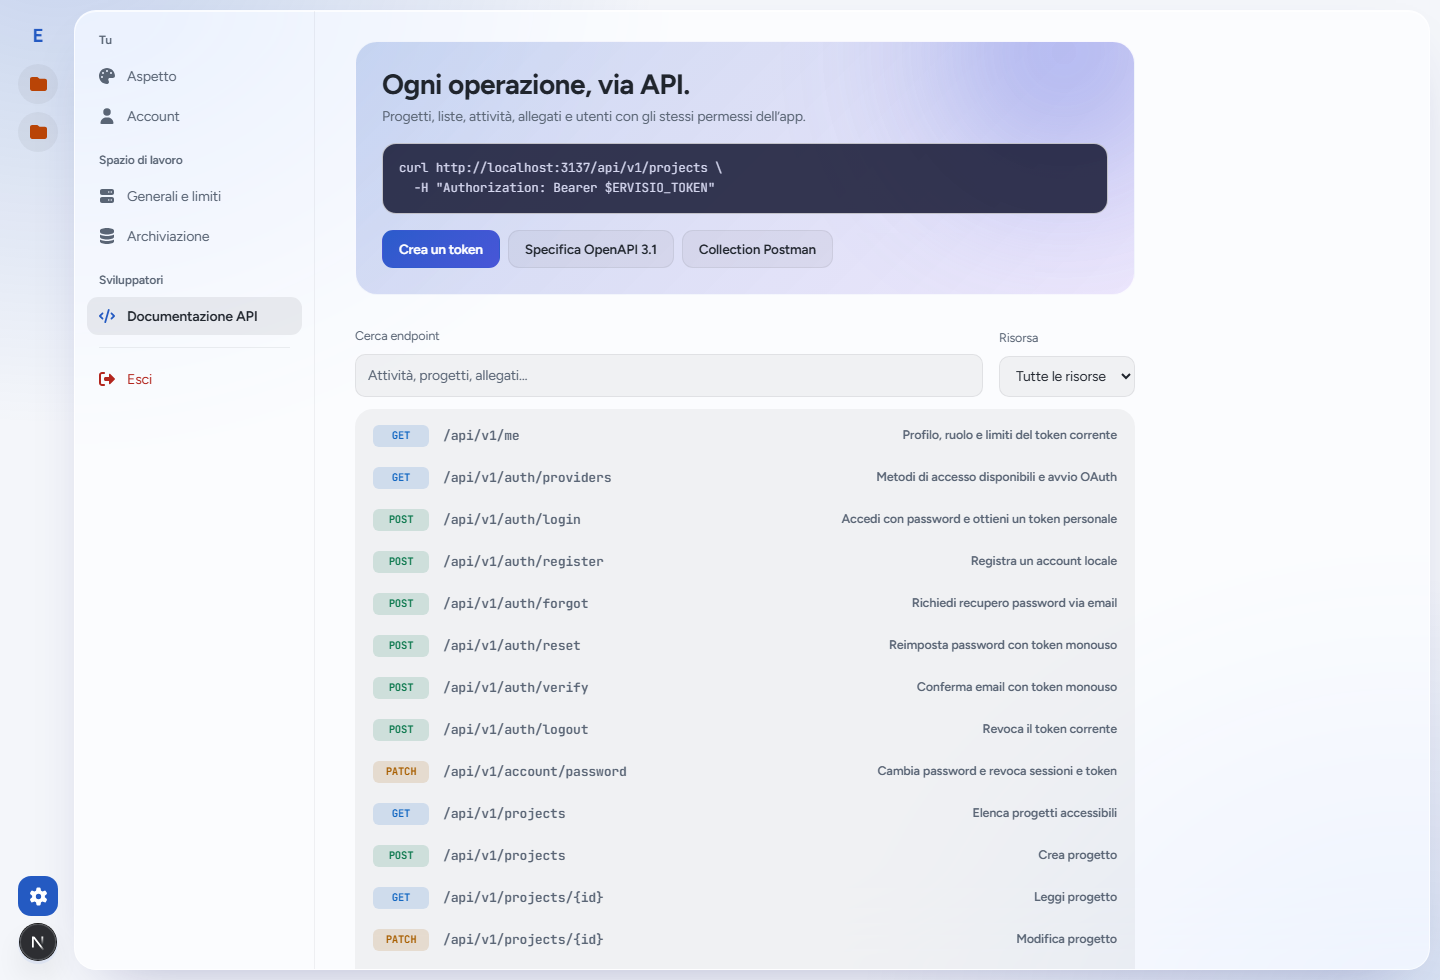 E
Tu
Aspetto
Account
Spazio di lavoro
Generali e limiti
Archiviazione
Sviluppatori
Documentazione API
Esci
N
Ogni operazione, via API.
Progetti, liste, attività, allegati e utenti con gli stessi permessi dell'app.
curl http://localhost:3137/api/v1/projects \
-H "Authorization: Bearer $ERVISIO_TOKEN"
Crea un token
Specifica OpenAPI 3.1
Collection Postman
Cerca endpoint
Risorsa
Attività, progetti, allegati...
Tutte le risorse
GET /api/v1/me Profilo, ruolo e limiti del token corrente
GET /api/v1/auth/providers Metodi di accesso disponibili e avvio OAuth
POST /api/v1/auth/login Accedi con password e ottieni un token personale
POST /api/v1/auth/register Registra un account locale
POST /api/v1/auth/forgot Richiedi recupero password via email
POST /api/v1/auth/reset Reimposta password con token monouso
POST /api/v1/auth/verify Conferma email con token monouso
POST /api/v1/auth/logout Revoca il token corrente
PATCH /api/v1/account/password Cambia password e revoca sessioni e token
GET /api/v1/projects Elenca progetti accessibili
POST /api/v1/projects Crea progetto
GET /api/v1/projects/{id} Leggi progetto
PATCH /api/v1/projects/{id} Modifica progetto